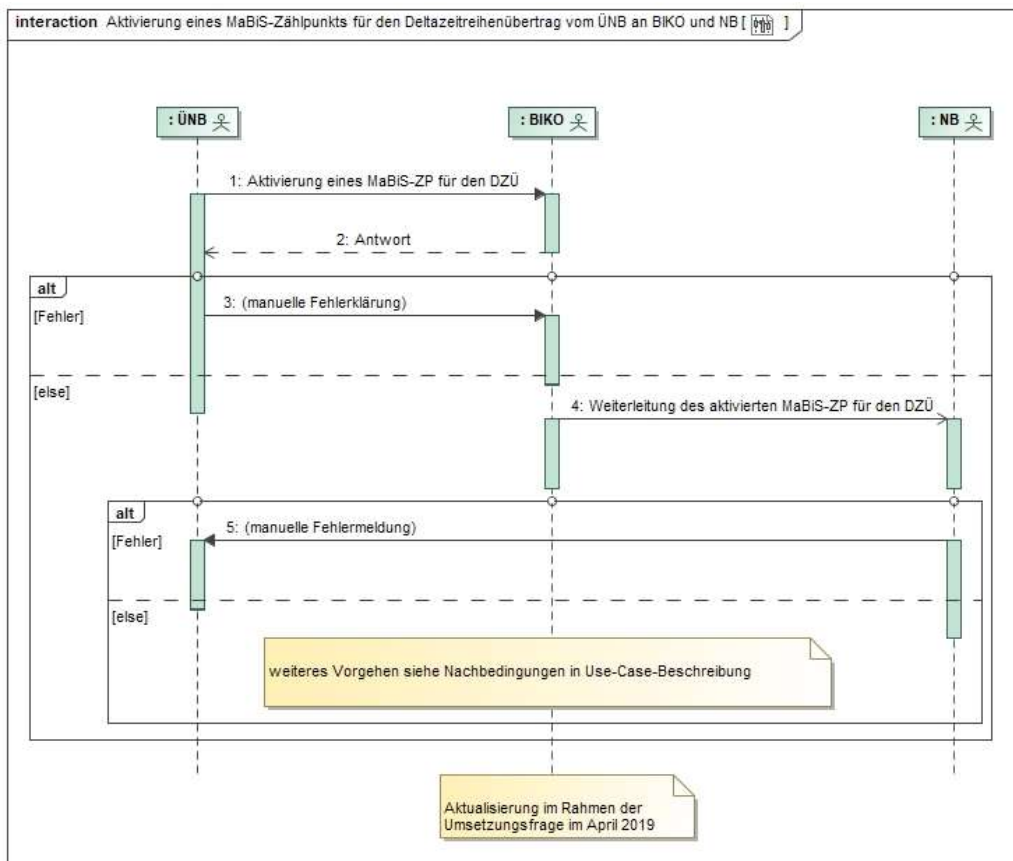 interaction Aktivierung eines MaBiS-Zählpunkts für den Deltazeitreihenübertrag vom ÜNB an BIKO und NB [ ]
: ÜNB
: BIKO
: NB
1: Aktivierung eines MaBiS-ZP für den DZÜ
2: Antwort
alt
[Fehler]
3: (manuelle Fehlerklärung)
[else]
4: Weiterleitung des aktivierten MaBiS-ZP für den DZÜ
alt
[Fehler]
5: (manuelle Fehlermeldung)
[else]
weiteres Vorgehen siehe Nachbedingungen in Use-Case-Beschreibung
Aktualisierung im Rahmen der
Umsetzungsfrage im April 2019